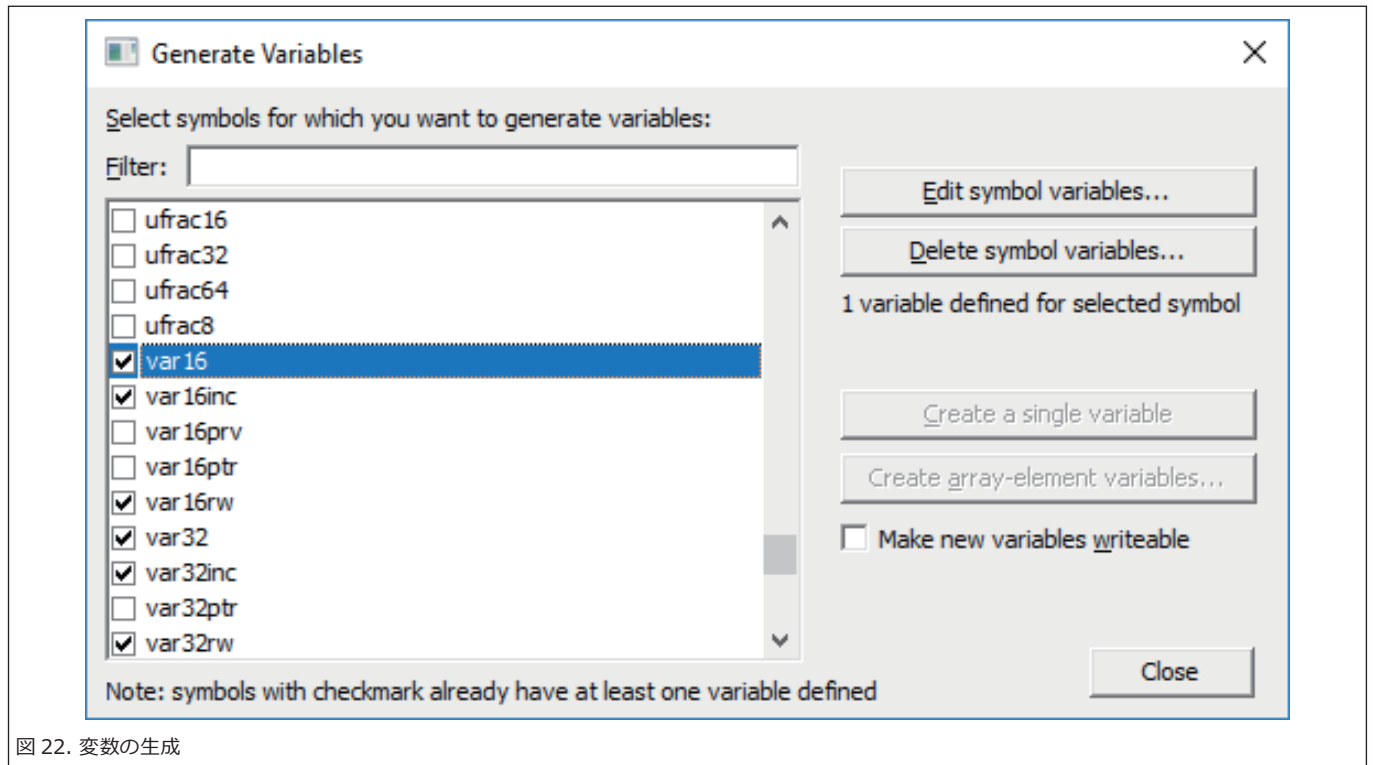 Generate Variables
Select symbols for which you want to generate variables:
Filter:
ufrac16
ufrac32
ufrac64
ufrac8
var16
var16inc
var16prv
var16ptr
var16rw
var32
var32inc
var32ptr
var32rw
Note: symbols with checkmark already have at least one variable defined
Edit symbol variables...
Delete symbol variables...
1 variable defined for selected symbol
Create a single variable
Create array-element variables...
Make new variables writeable
Close
図 22. 変数の生成